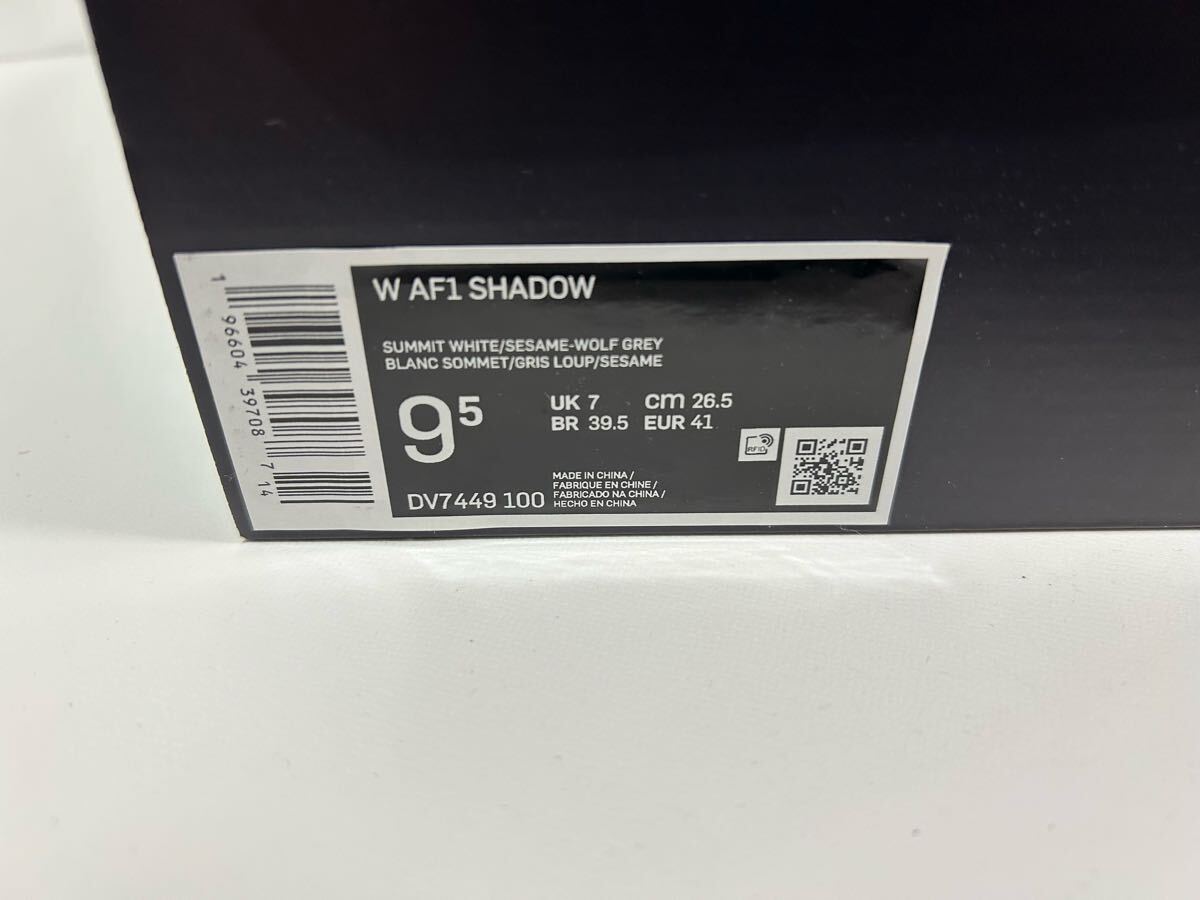 W AF1 SHADOW
SUMMIT WHITE/SESAME-WOLF GREY
BLANC SOMMET/GRIS LOUP/SESAME
9⁵
UK 7 cm 26.5
BR 39.5 EUR 41
RFID
DV7449 100
MADE IN CHINA /
FABRIQUE EN CHINE /
FABRICADO NA CHINA /
HECHO EN CHINA
1 96604 39708 7 14